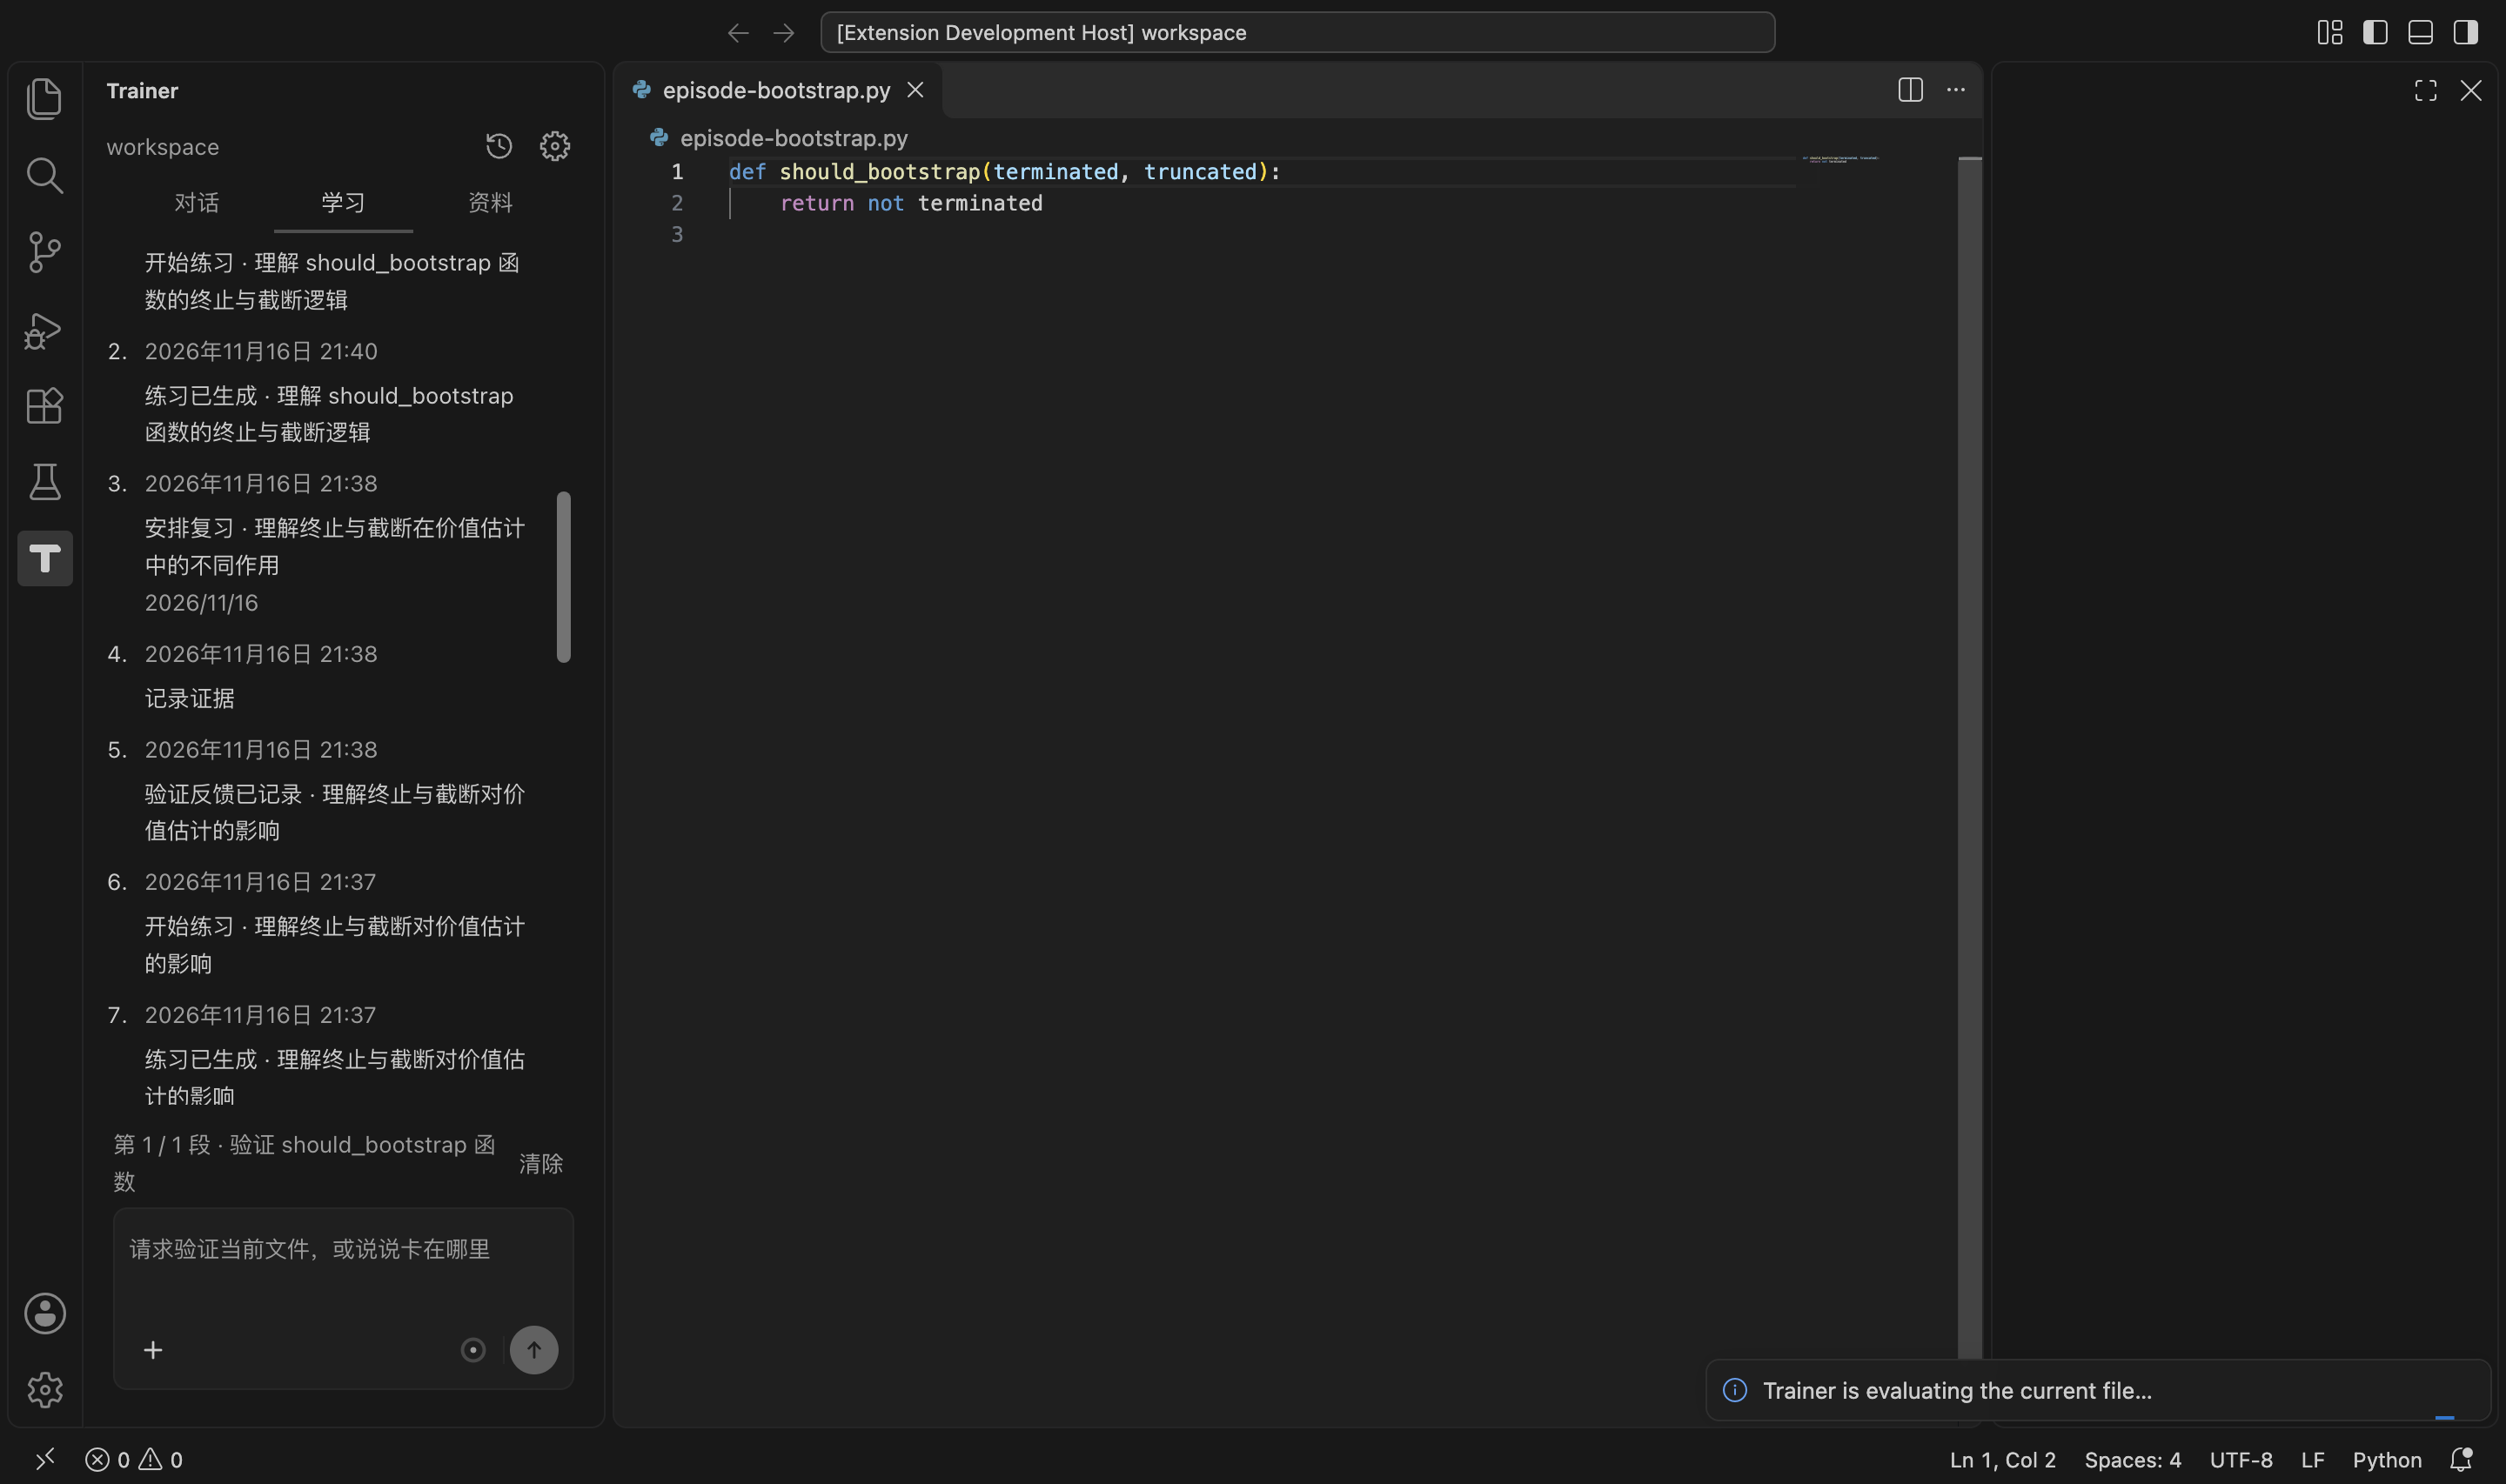 [Extension Development Host] workspace
Trainer
workspace
对话
学习
资料
开始练习 · 理解 should_bootstrap 函
数的终止与截断逻辑
2. 2026年11月16日 21:40
练习已生成 · 理解 should_bootstrap
函数的终止与截断逻辑
3. 2026年11月16日 21:38
安排复习 · 理解终止与截断在价值估计
中的不同作用
2026/11/16
4. 2026年11月16日 21:38
记录证据
5. 2026年11月16日 21:38
验证反馈已记录 · 理解终止与截断对价
值估计的影响
6. 2026年11月16日 21:37
开始练习 · 理解终止与截断对价值估计
的影响
7. 2026年11月16日 21:37
练习已生成 · 理解终止与截断对价值估
计的影响
第 1 / 1 段 · 验证 should_bootstrap 函
数
清除
请求验证当前文件，或说说卡在哪里
episode-bootstrap.py
episode-bootstrap.py
1 def should_bootstrap(terminated, truncated):
2 return not terminated
3
Trainer is evaluating the current file...
0 0
Ln 1, Col 2
Spaces: 4
UTF-8
LF
Python